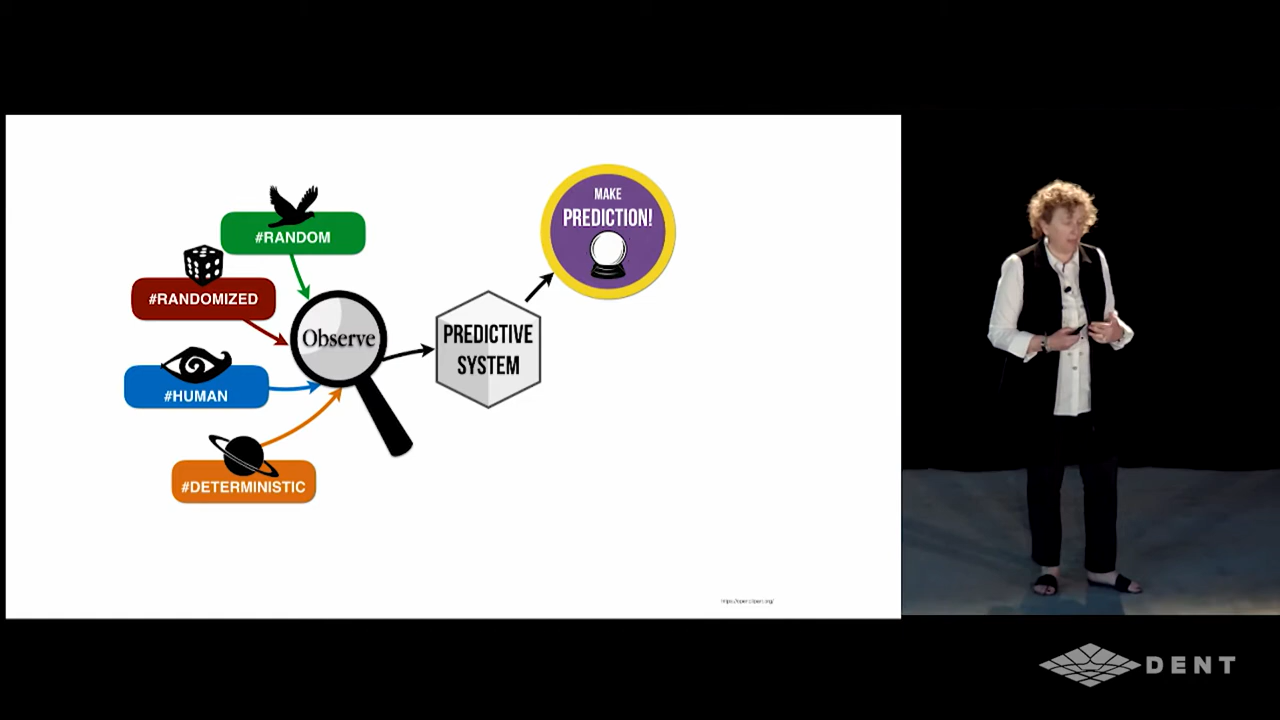 MAKE
PREDICTION!
#RANDOM
#RANDOMIZED
Observe
PREDICTIVE
SYSTEM
#HUMAN
#DETERMINISTIC
DENT